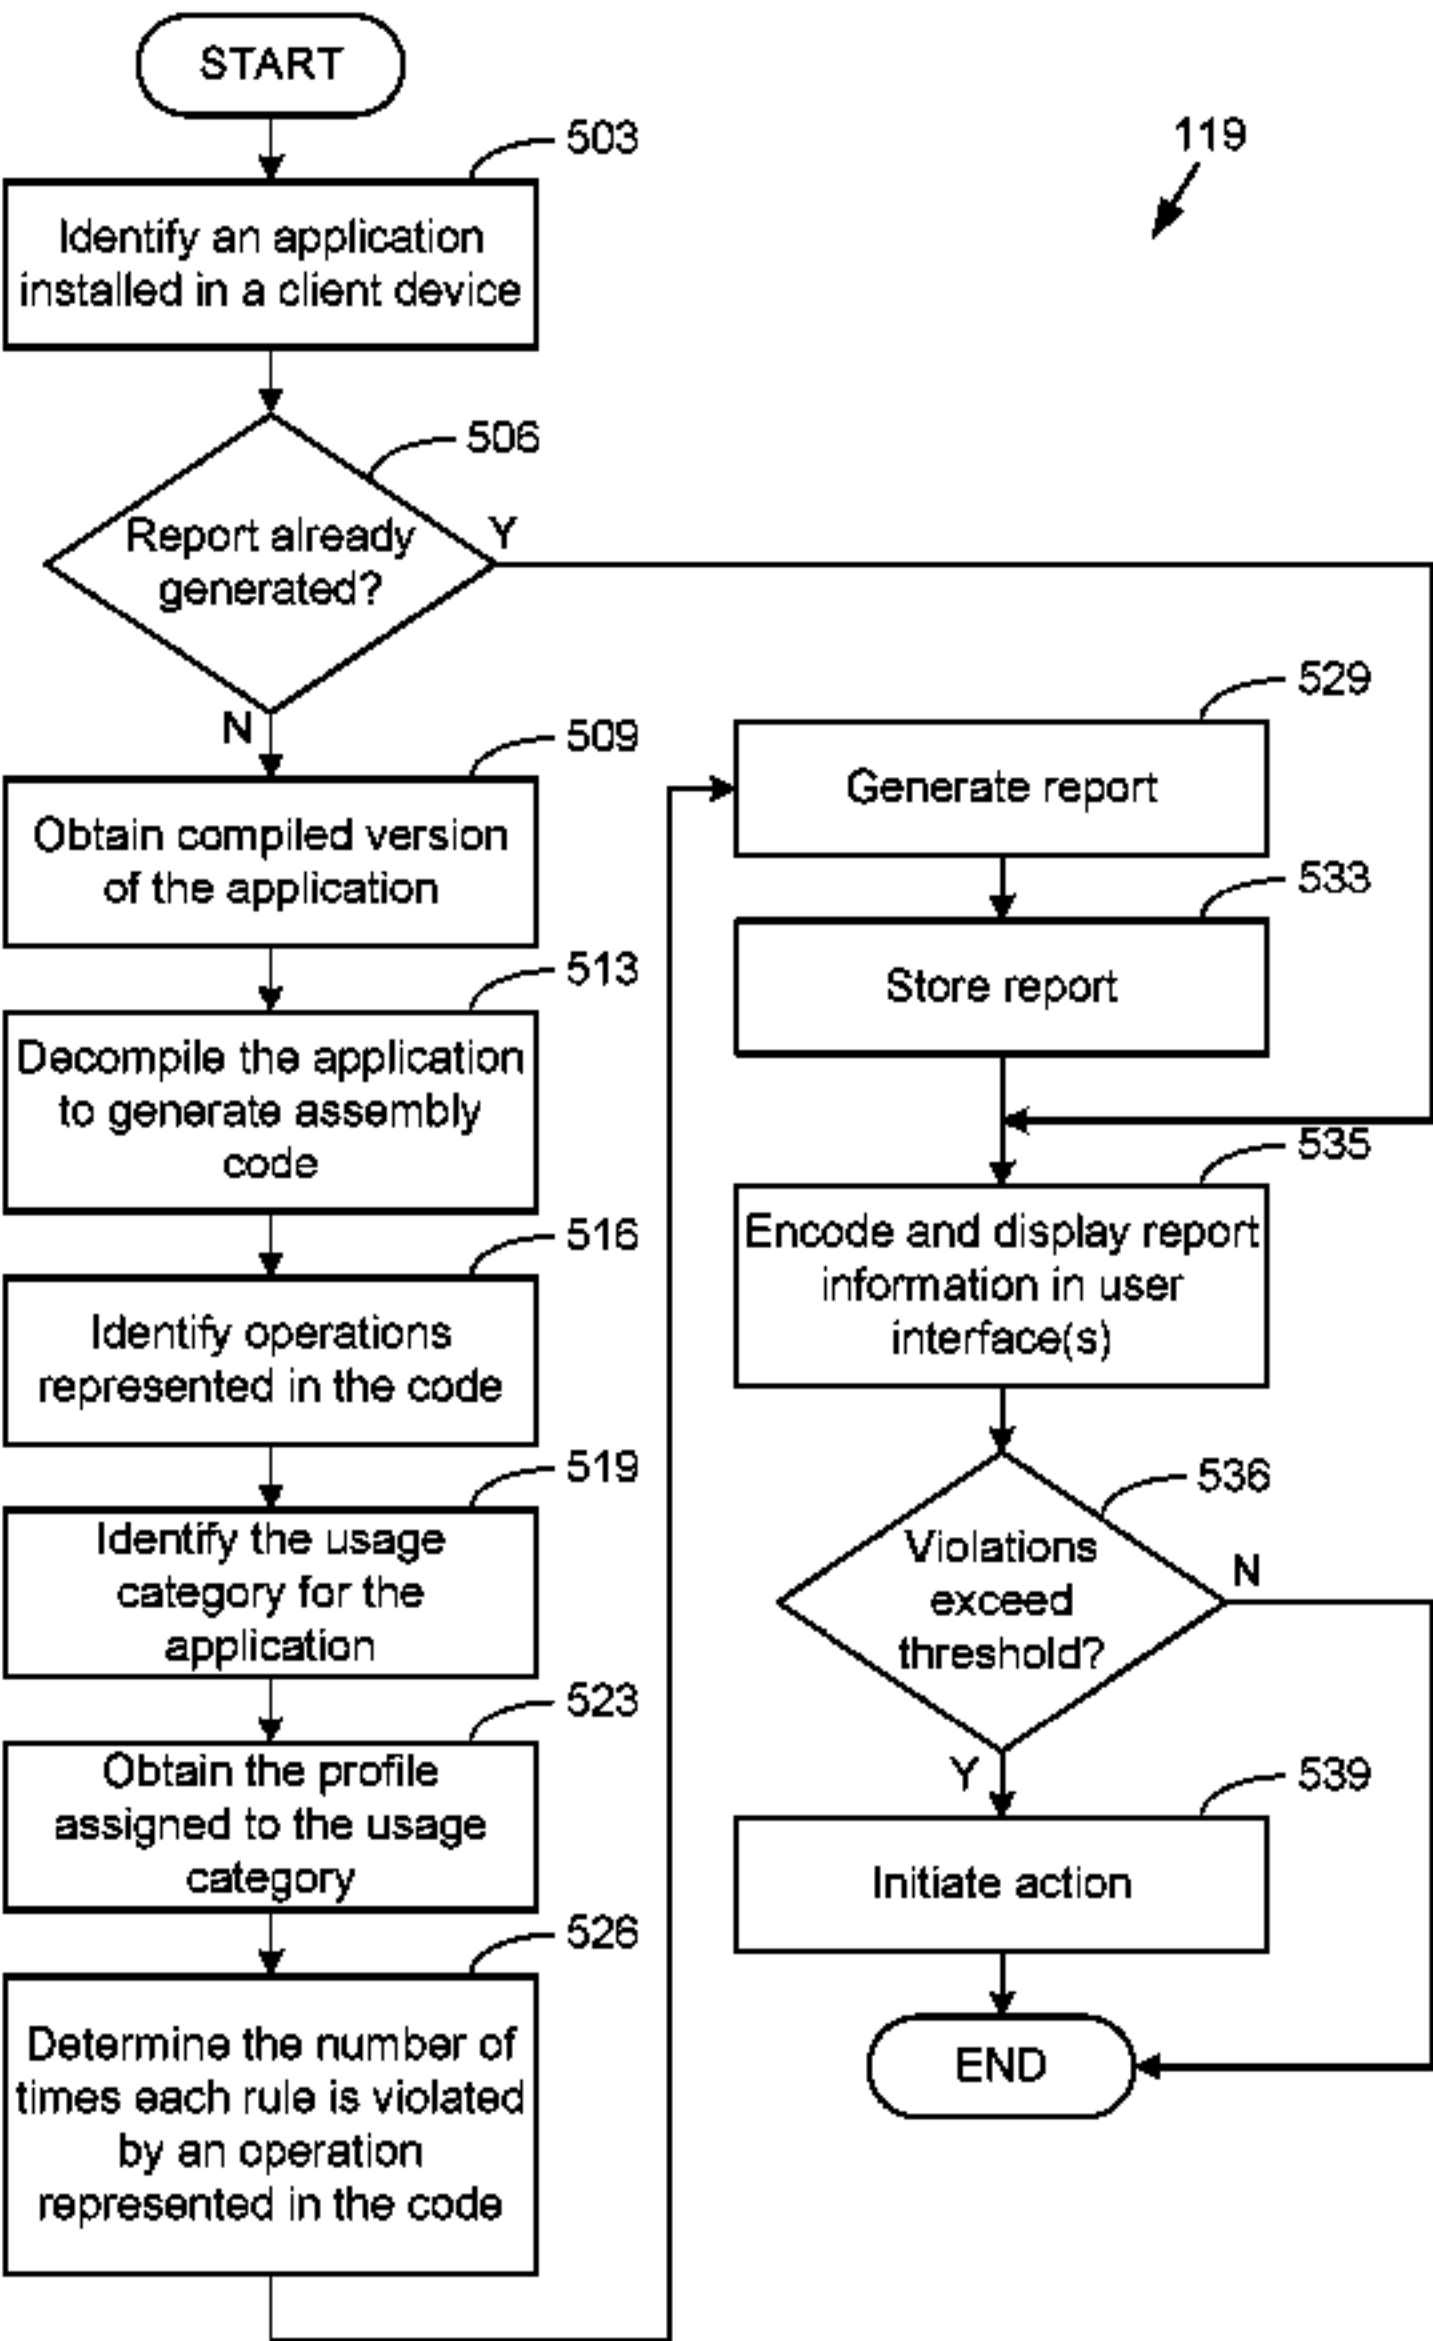 START
503
119
Identify an application
installed in a client device
506
Report already
generated?
Y
N
509
Obtain compiled version
of the application
513
Decompile the application
to generate assembly
code
516
Identify operations
represented in the code
519
Identify the usage
category for the
application
523
Obtain the profile
assigned to the usage
category
526
Determine the number of
times each rule is violated
by an operation
represented in the code
529
Generate report
533
Store report
535
Encode and display report
information in user
interface(s)
536
Violations
exceed
threshold?
N
Y
539
Initiate action
END